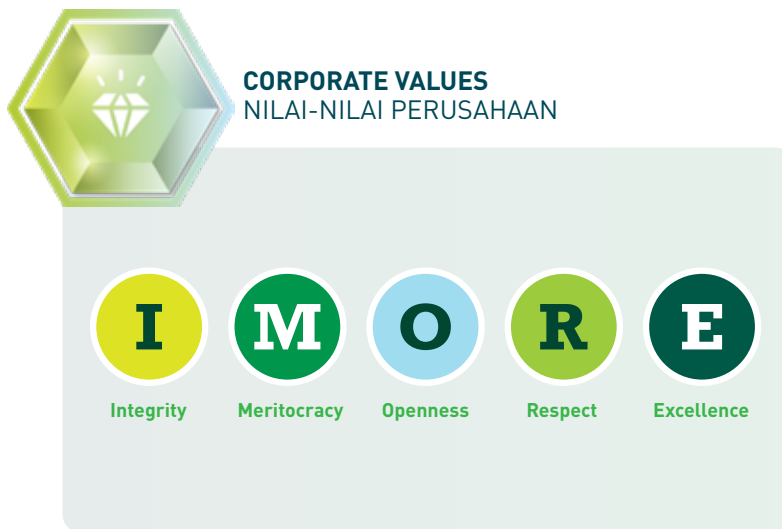 CORPORATE VALUES
NILAI-NILAI PERUSAHAAN
I M O R E
Integrity Meritocracy Openness Respect Excellence